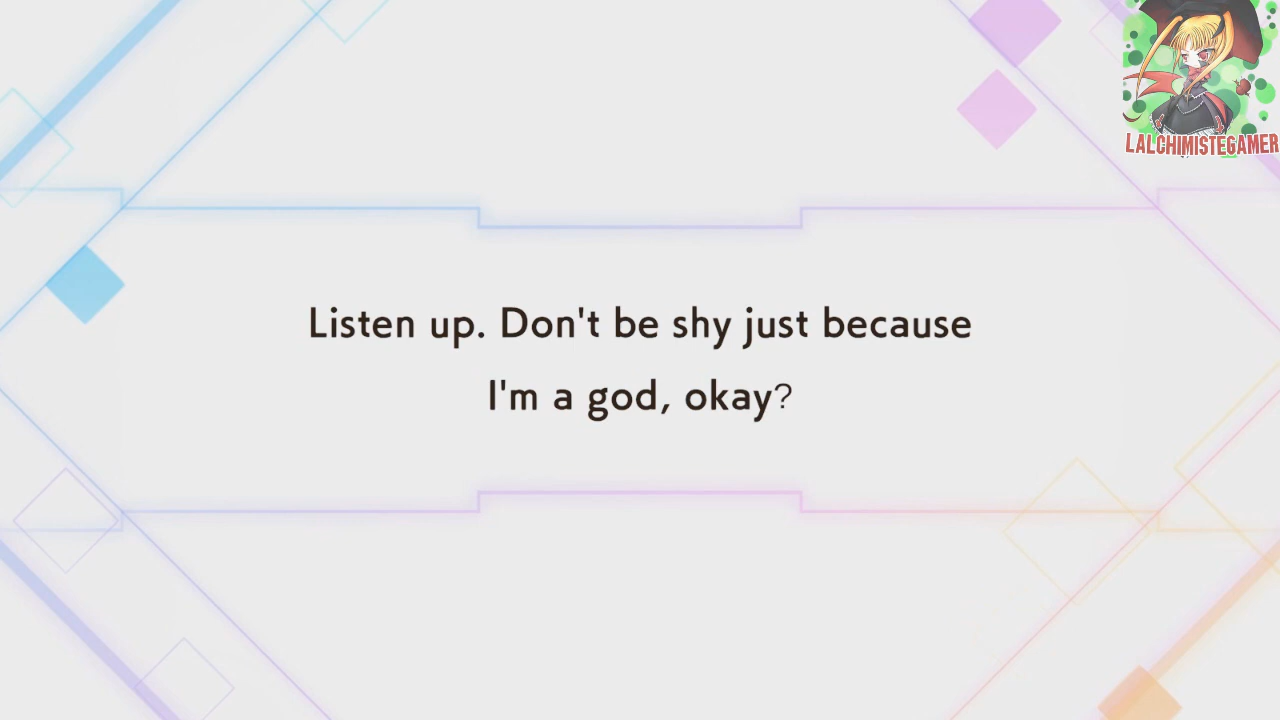 LALCHIMISTEGAMER
Listen up. Don't be shy just because
I'm a god, okay?